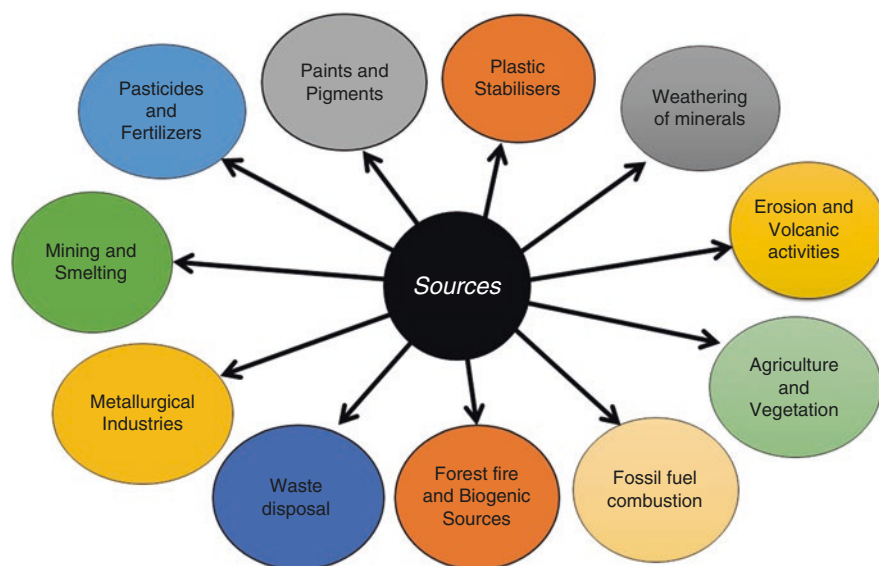 Pasticides
and
Fertilizers
Paints and
Pigments
Plastic
Stabilisers
Weathering
of minerals
Erosion and
Volcanic
activities
Mining and
Smelting
Sources
Agriculture
and
Vegetation
Metallurgical
Industries
Waste
disposal
Forest fire
and Biogenic
Sources
Fossil fuel
combustion